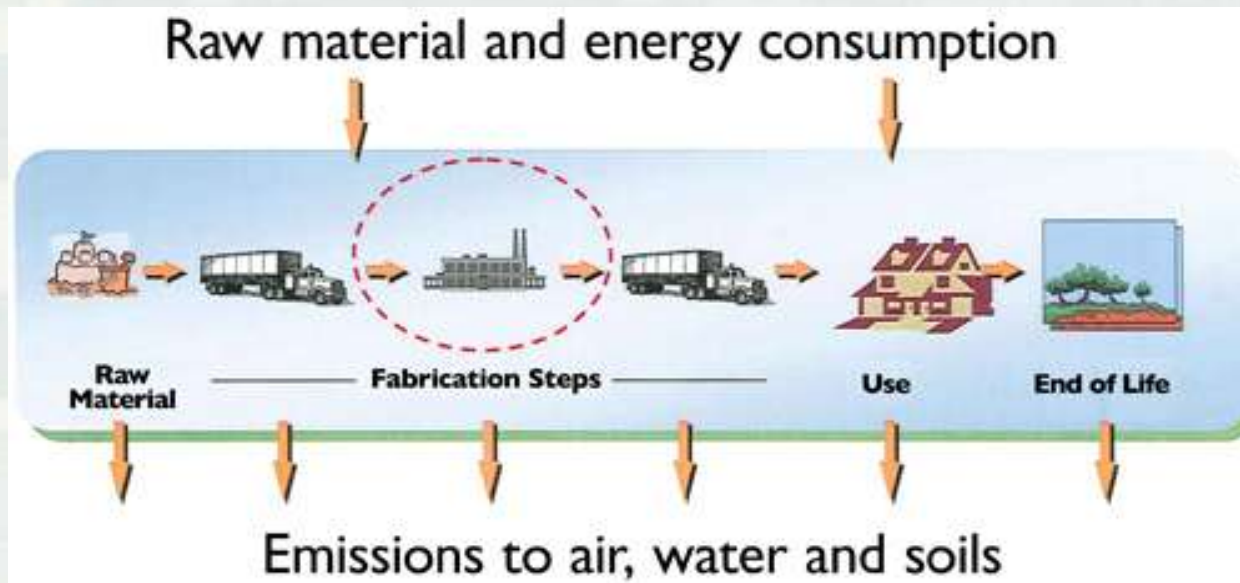 Raw material and energy consumption
Raw
Material
Fabrication Steps
Use
End of Life
Emissions to air, water and soils